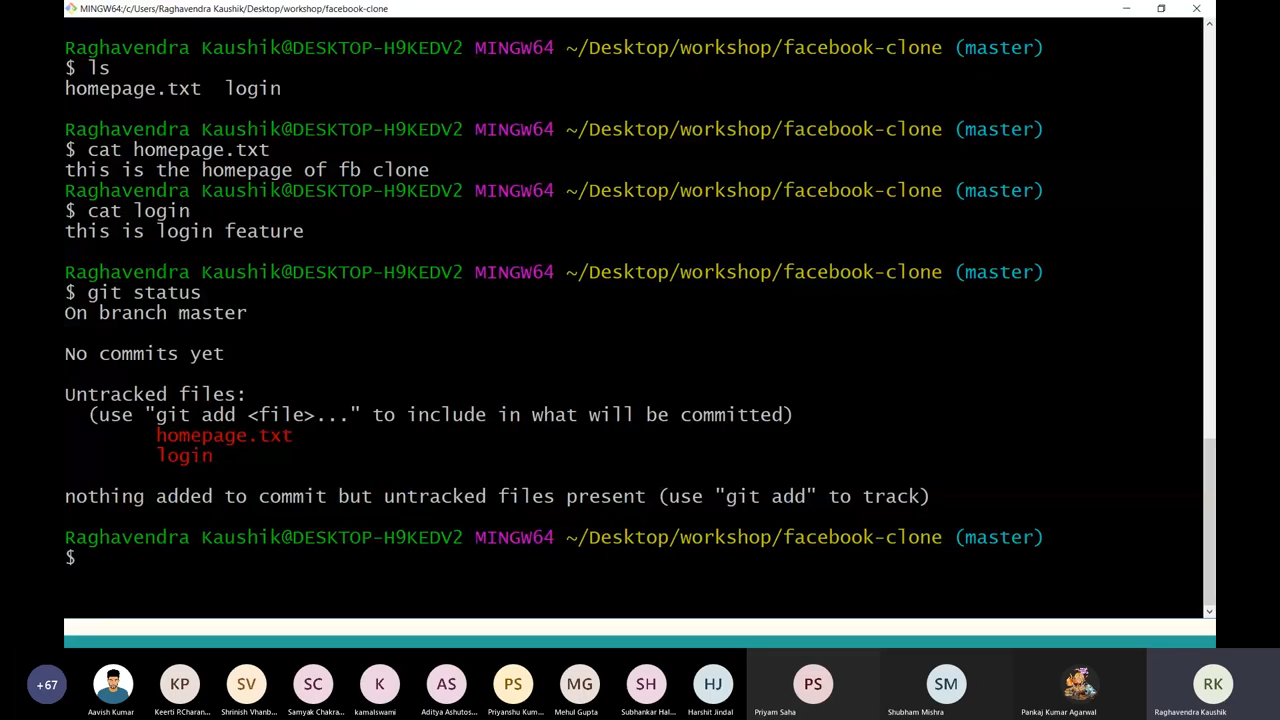 MINGW64:/c/Users/Raghavendra Kaushik/Desktop/workshop/facebook-clone
Raghavendra Kaushik@DESKTOP-H9KEDV2 MINGW64 ~/Desktop/workshop/facebook-clone (master)
$ ls
homepage.txt  login
Raghavendra Kaushik@DESKTOP-H9KEDV2 MINGW64 ~/Desktop/workshop/facebook-clone (master)
$ cat homepage.txt
this is the homepage of fb clone
Raghavendra Kaushik@DESKTOP-H9KEDV2 MINGW64 ~/Desktop/workshop/facebook-clone (master)
$ cat login
this is login feature
Raghavendra Kaushik@DESKTOP-H9KEDV2 MINGW64 ~/Desktop/workshop/facebook-clone (master)
$ git status
On branch master
No commits yet
Untracked files:
  (use "git add <file>..." to include in what will be committed)
        homepage.txt
        login
nothing added to commit but untracked files present (use "git add" to track)
Raghavendra Kaushik@DESKTOP-H9KEDV2 MINGW64 ~/Desktop/workshop/facebook-clone (master)
$
+67 KP SV SC K AS PS MG SH HJ PS SM RK
Aavish Kumar Keerti P.Charan... Shrinish Vhanb... Samyak Chakra... kamalswami Aditya Ashutos... Priyanshu Kum... Mehul Gupta Subhankar Hal... Harshit Jindal Priyam Saha Shubham Mishra Pankaj Kumar Agarwal Raghavendra Kaushik